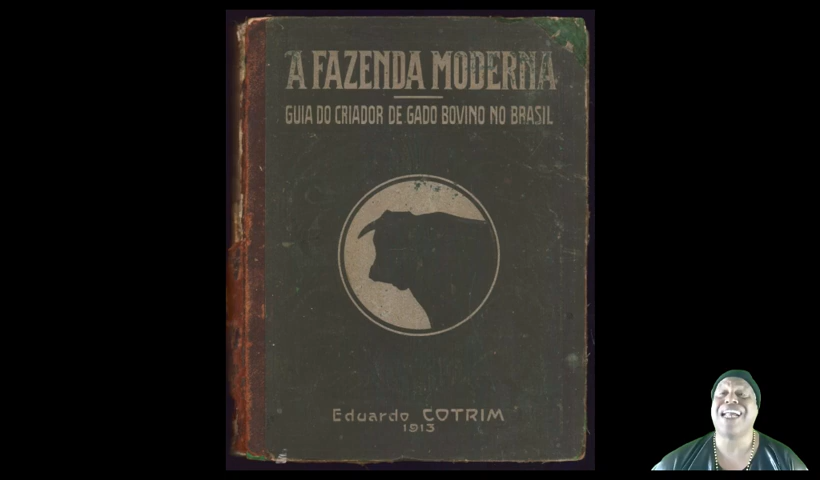 A FAZENDA MODERNA
GUIA DO CRIADOR DE GADO BOVINO NO BRASIL
Eduardo COTRIM
1913